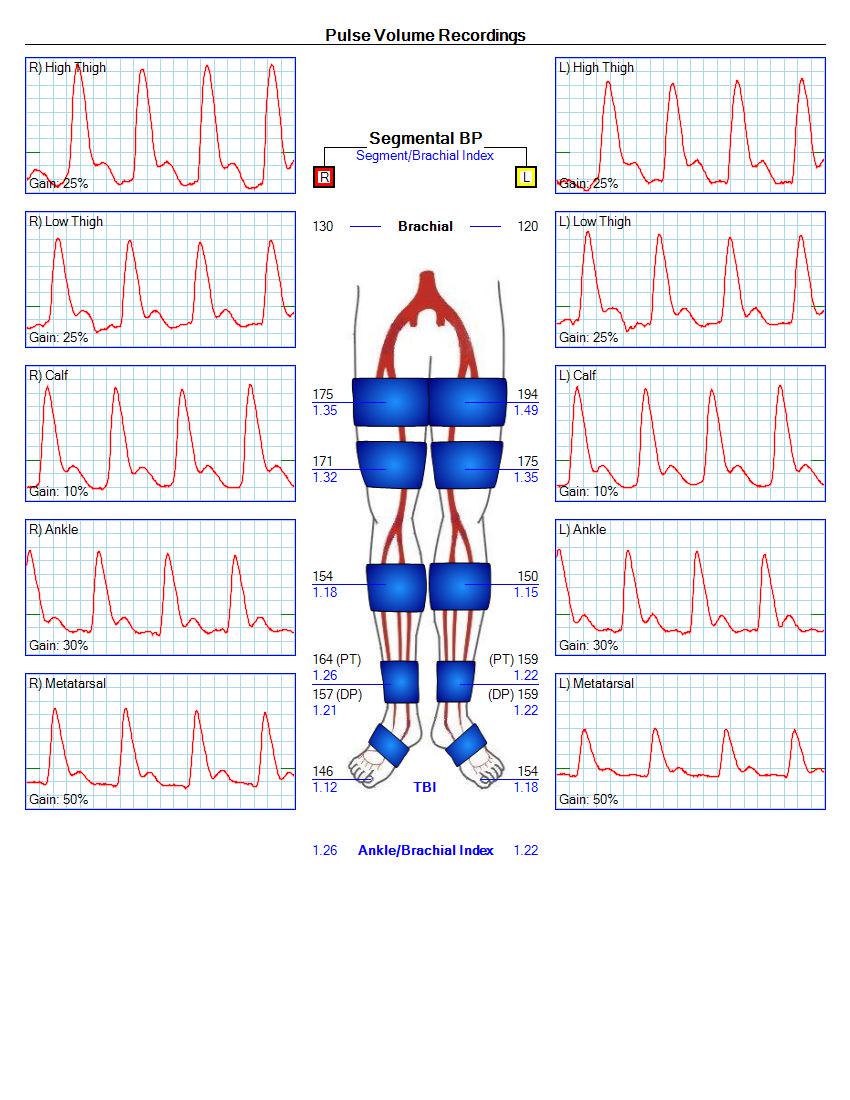 Pulse Volume Recordings
R) High Thigh
Gain: 25%
R) Low Thigh
Gain: 25%
R) Calf
Gain: 10%
R) Ankle
Gain: 30%
R) Metatarsal
Gain: 50%
Segmental BP
Segment/Brachial Index
R
L
130 Brachial 120
175 194
1.35 1.49
171 175
1.32 1.35
154 150
1.18 1.15
164 (PT) (PT) 159
1.26 1.22
157 (DP) (DP) 159
1.21 1.22
146 154
1.12 TBI 1.18
1.26 Ankle/Brachial Index 1.22
L) High Thigh
Gain: 25%
L) Low Thigh
Gain: 25%
L) Calf
Gain: 10%
L) Ankle
Gain: 30%
L) Metatarsal
Gain: 50%